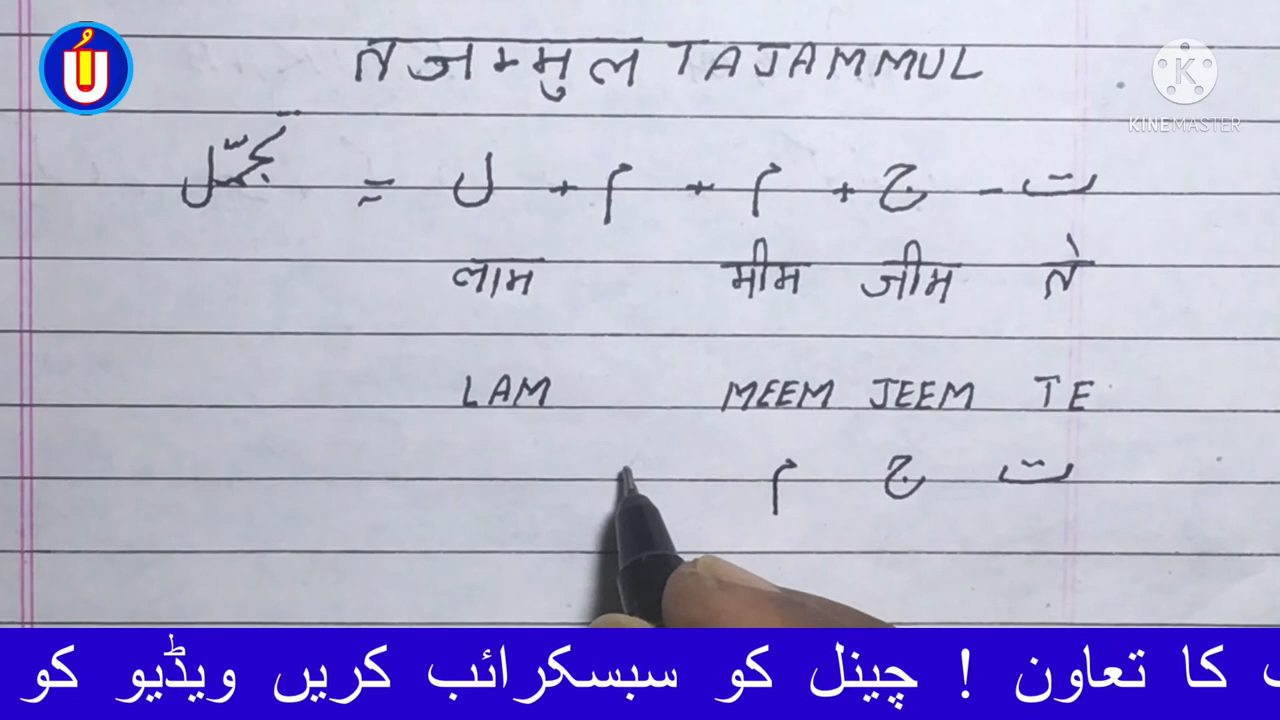 तजम्मुल TAJAMMUL
K
KINEMASTER
ت - ج + م + م + ل = تجمّل
लाम मीम जीम ते
LAM MEEM JEEM TE
ت ج م
کا تعاون ! چینل کو سبسکرائب کریں ویڈیو کو